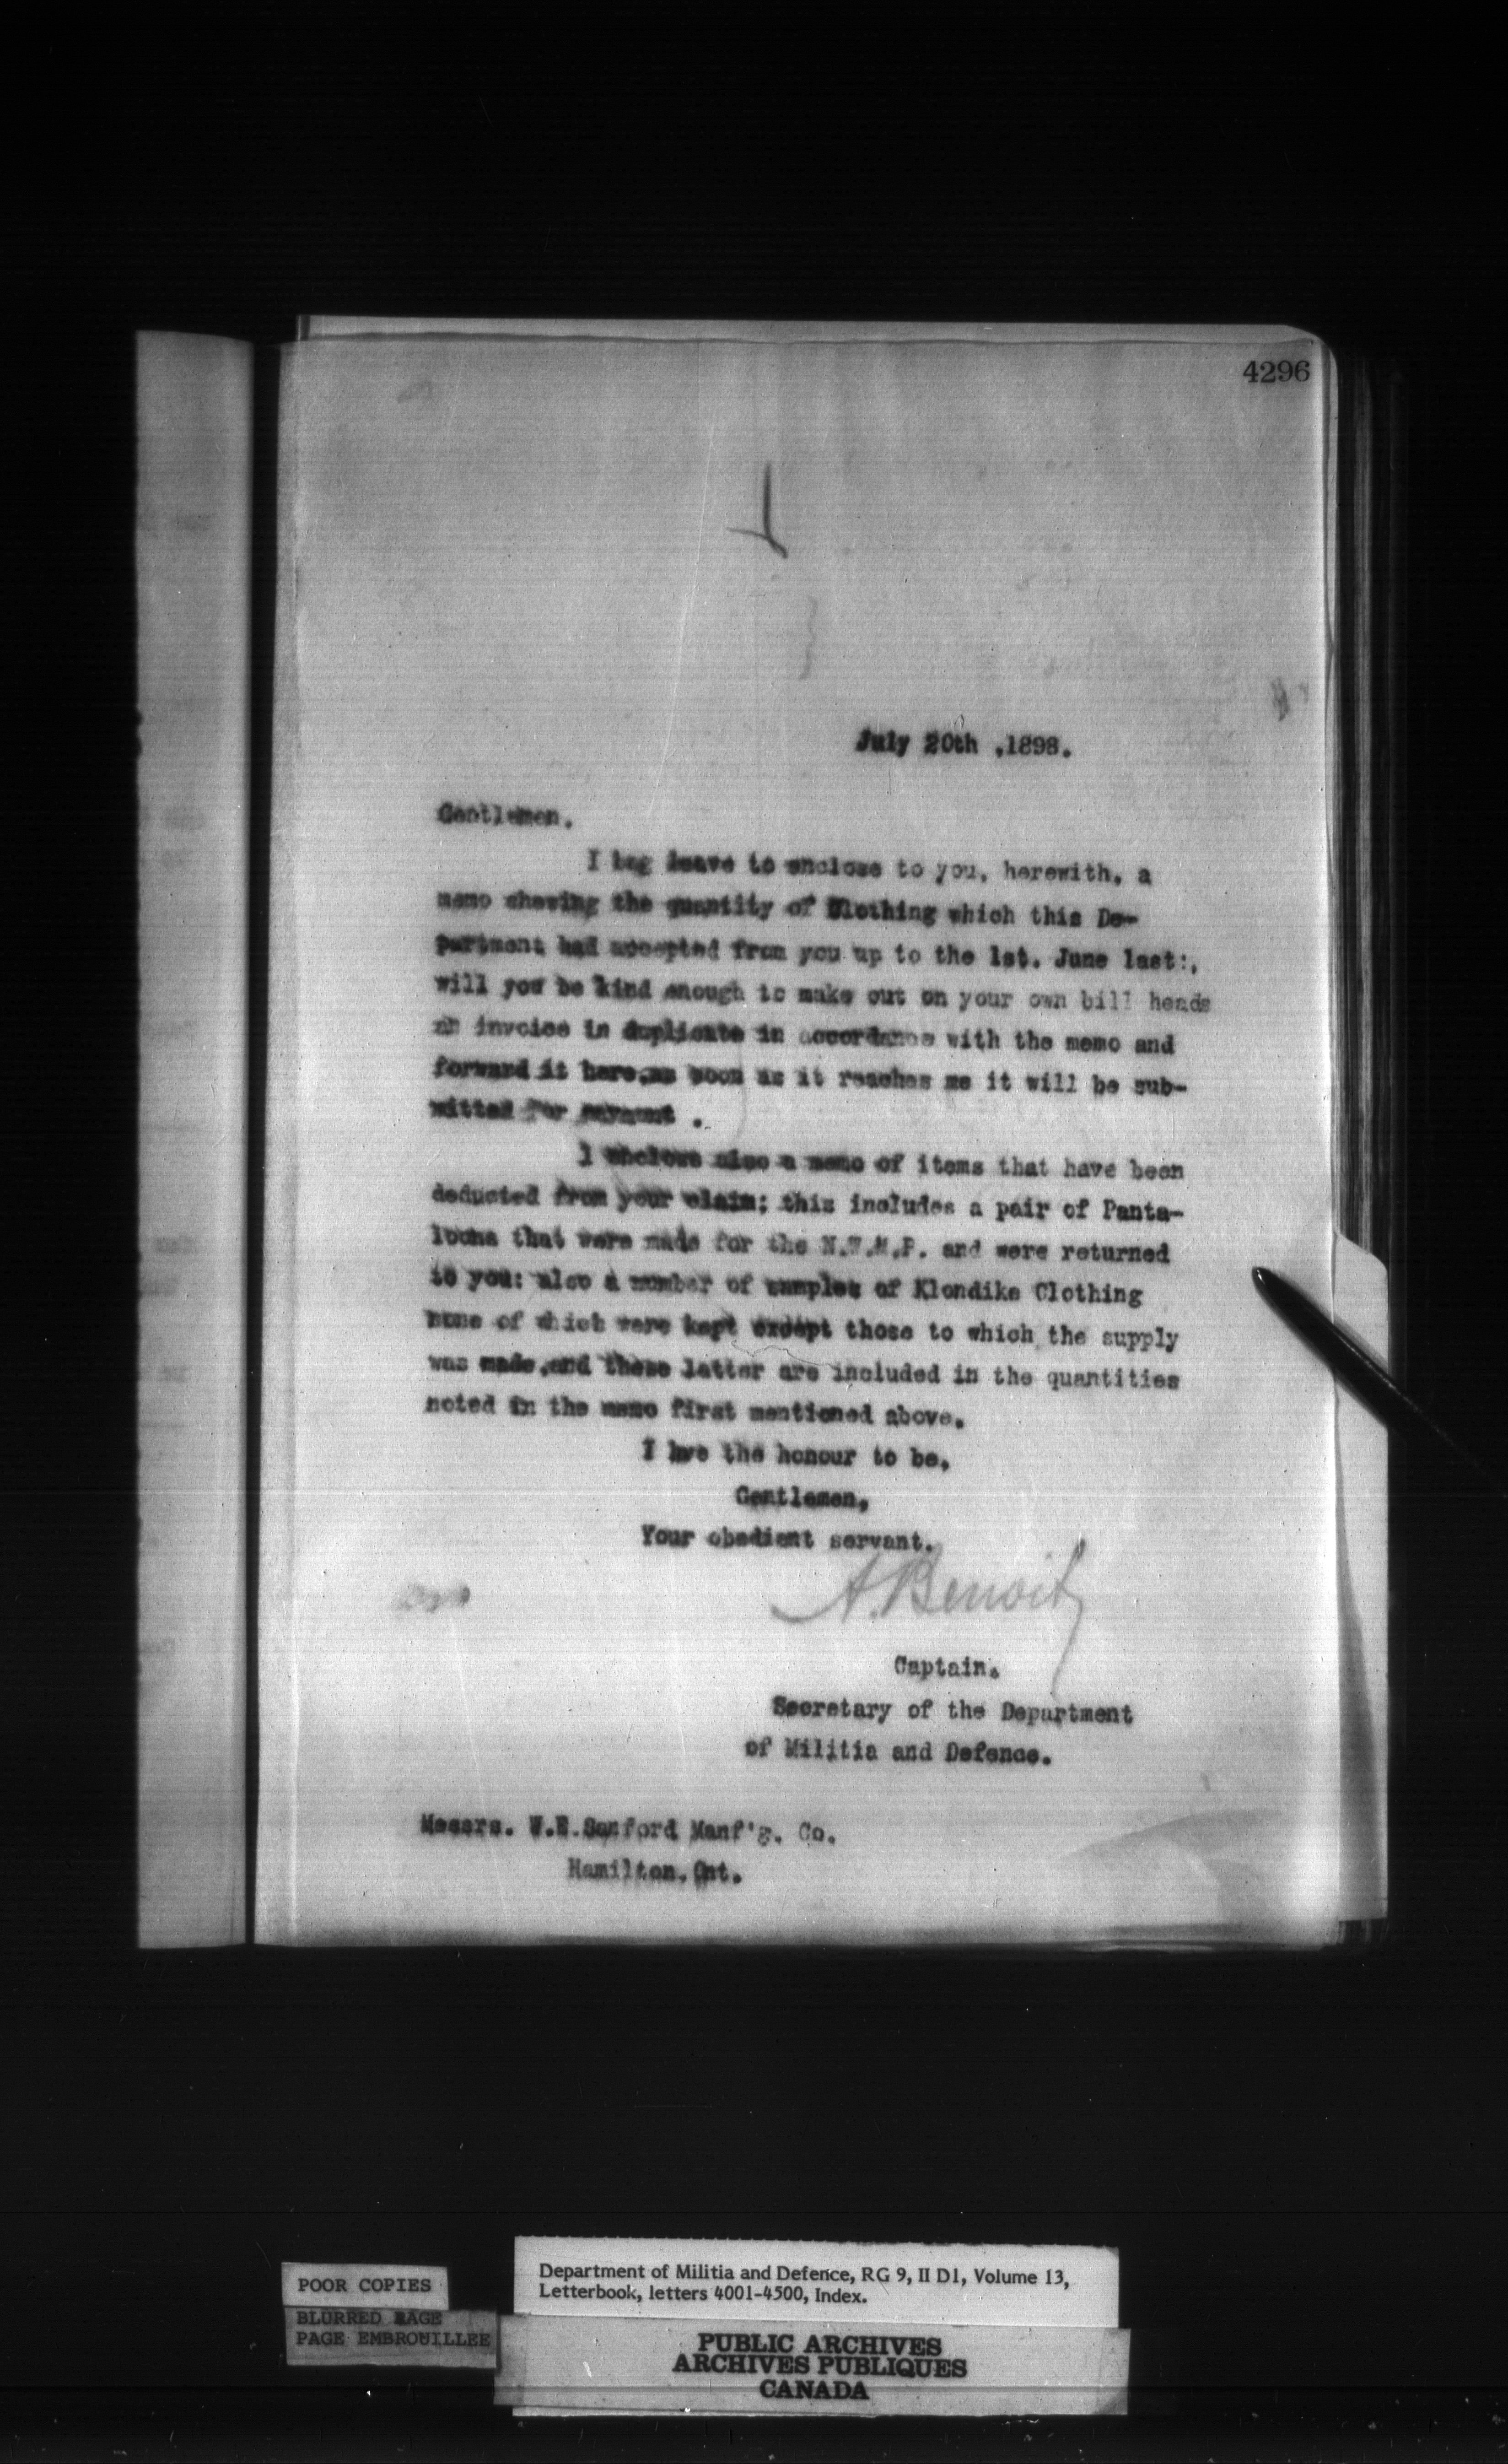 4296
July 20th ,1898.
Gentlemen.
I beg leave to enclose to you, herewith, a
memo shewing the quantity of Clothing which this De-
partment had accepted from you up to the 1st. June last:,
will you be kind enough to make out on your own bill heads
an invoice in duplicate in accordance with the memo and
forward it here,as soon as it reaches me it will be sub-
mitted for payment .
I enclose also a memo of items that have been
deducted from your claim; this includes a pair of Panta-
loons that were made for the N.W.M.P. and were returned
to you: also a number of samples of Klondike Clothing
none of which were kept except those to which the supply
was made,and these latter are included in the quantities
noted in the memo first mentioned above.
I hve the honour to be,
Gentlemen,
Your obedient servant.
A. Benoit
Captain.
Secretary of the Department
of Militia and Defence.
Messrs. W.E.Sanford Manf'g. Co.
Hamilton,Ont.
POOR COPIES
BLURRED PAGE
PAGE EMBROUILLEE
Department of Militia and Defence, RG 9, II D1, Volume 13,
Letterbook, letters 4001-4500, Index.
PUBLIC ARCHIVES
ARCHIVES PUBLIQUES
CANADA